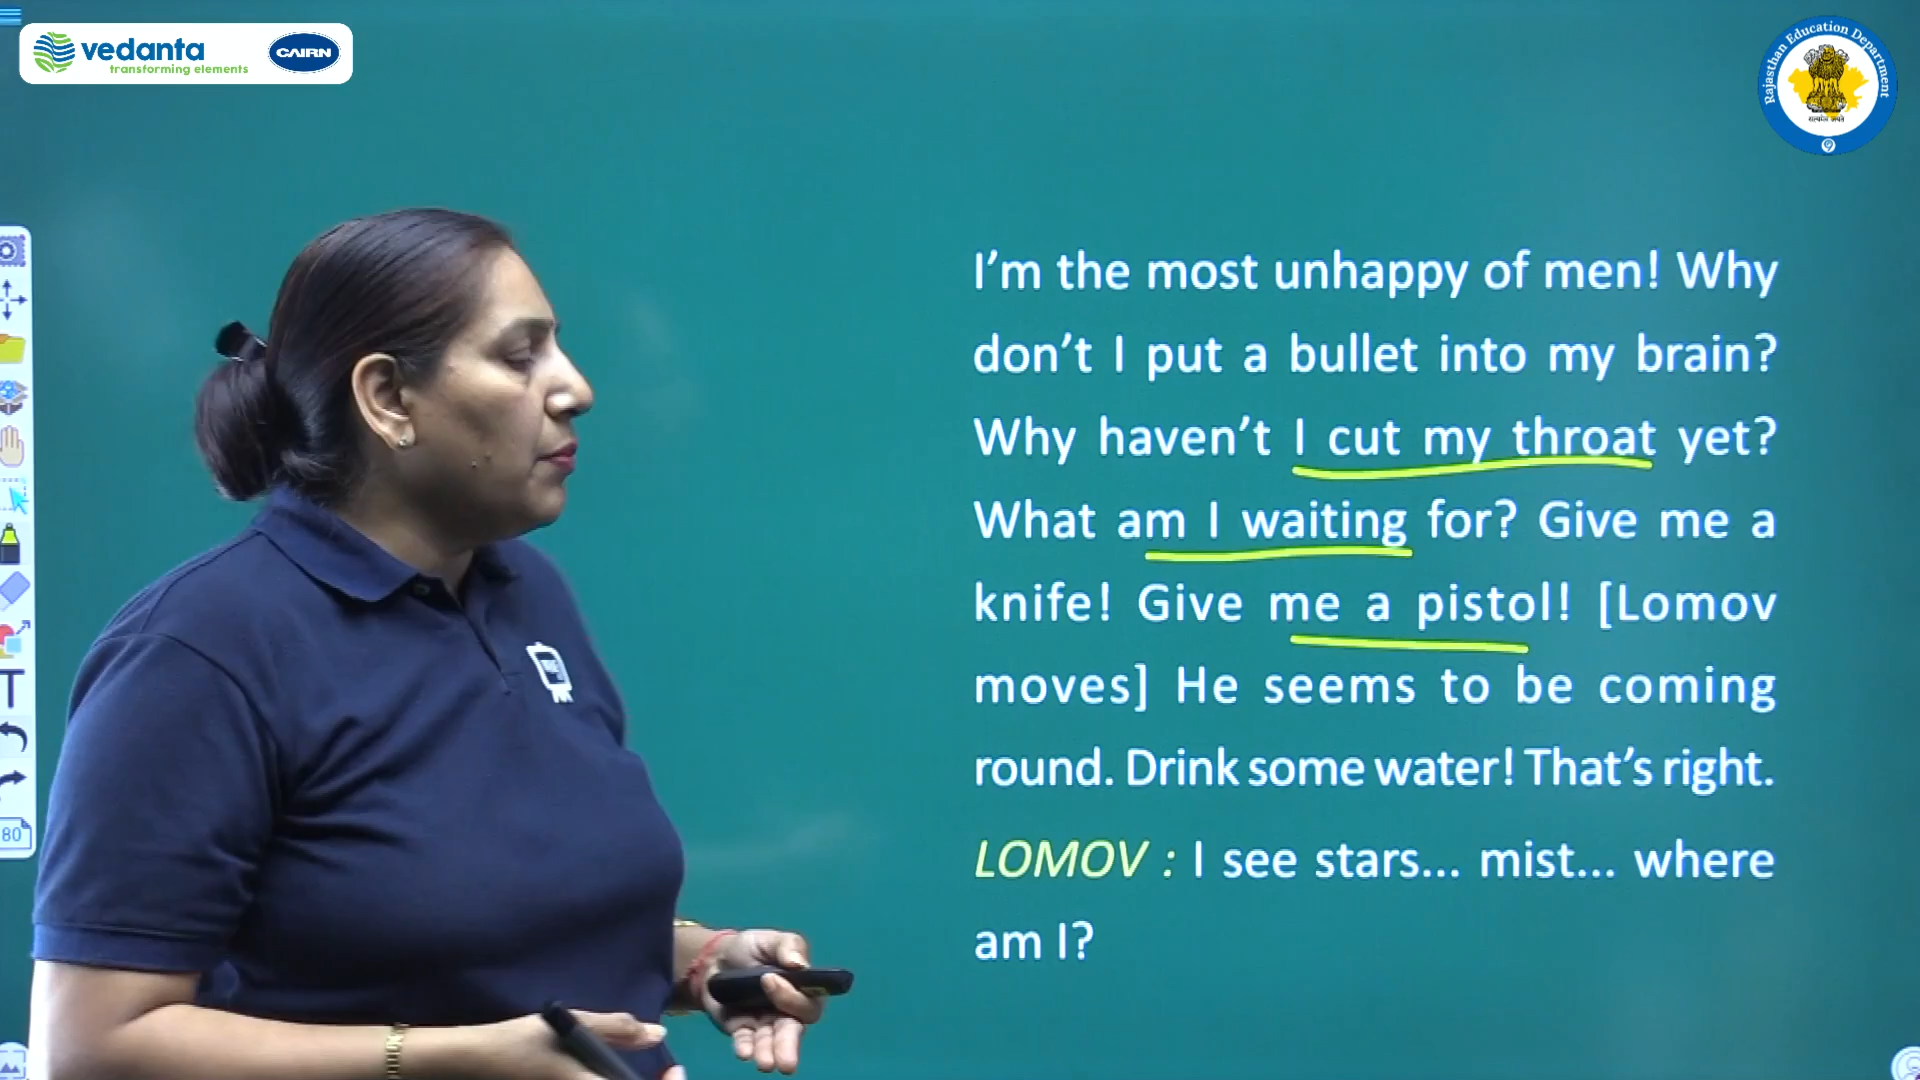 vedanta
transforming elements
CAIRN
Rajasthan Education Department
I'm the most unhappy of men! Why
don't I put a bullet into my brain?
Why haven't I cut my throat yet?
What am I waiting for? Give me a
knife! Give me a pistol! [Lomov
moves] He seems to be coming
round. Drink some water! That's right.
LOMOV : I see stars... mist... where
am I?
T
80